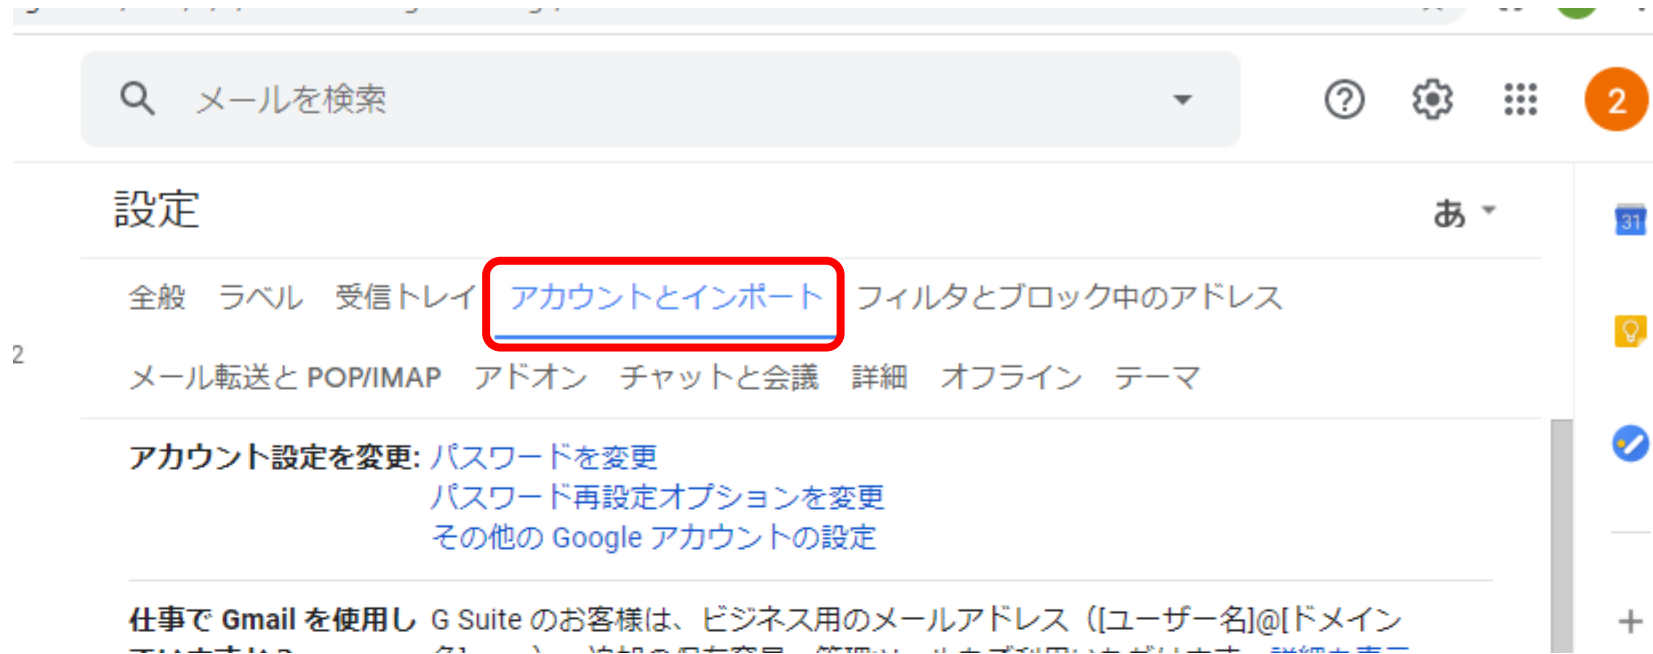 メールを検索
2
設定
あ
31
全般 ラベル 受信トレイ アカウントとインポート フィルタとブロック中のアドレス
2
メール転送と POP/IMAP アドオン チャットと会議 詳細 オフライン テーマ
アカウント設定を変更: パスワードを変更
パスワード再設定オプションを変更
その他の Google アカウントの設定
仕事で Gmail を使用し G Suite のお客様は、ビジネス用のメールアドレス（[ユーザー名]@[ドメイン